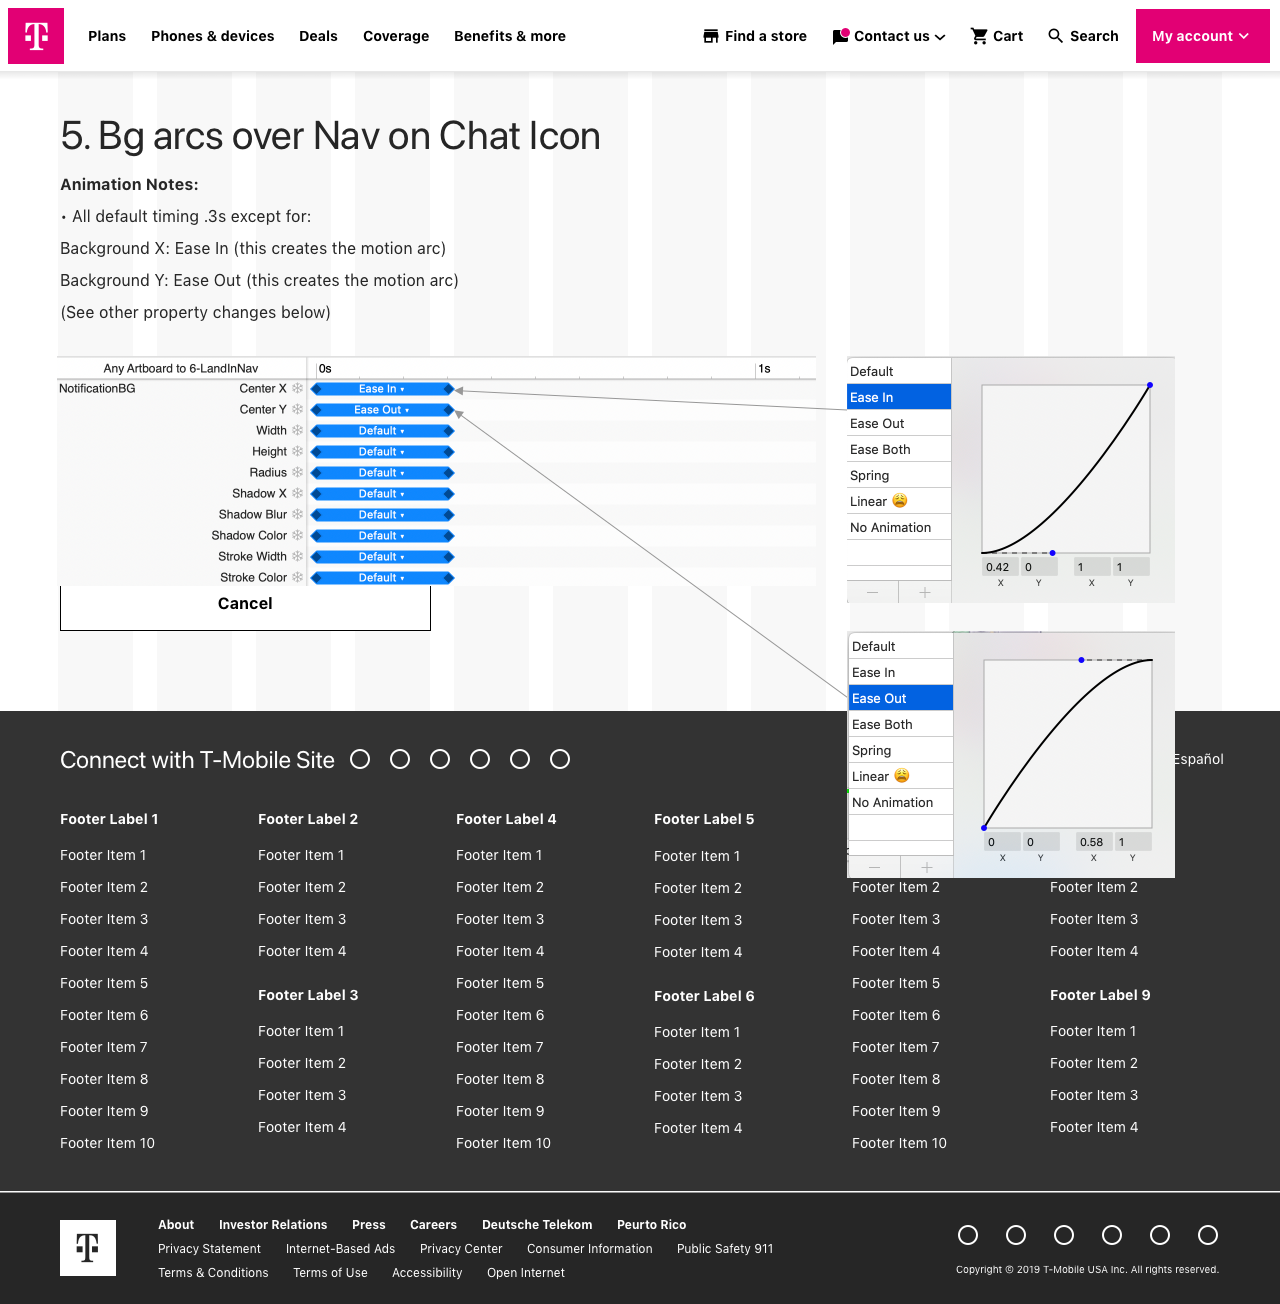 Plans Phones & devices Deals Coverage Benefits & more Find a store Contact us Cart Search My account
5. Bg arcs over Nav on Chat Icon
Animation Notes:
• All default timing .3s except for:
Background X: Ease In (this creates the motion arc)
Background Y: Ease Out (this creates the motion arc)
(See other property changes below)
Any Artboard to 6-LandInNav 0s 1s
NotificationBG Center X Ease In
Center Y Ease Out
Width Default
Height Default
Radius Default
Shadow X Default
Shadow Blur Default
Shadow Color Default
Stroke Width Default
Stroke Color Default
Cancel
Default
Ease In
Ease Out
Ease Both
Spring
Linear 😩
No Animation
0.42 0 1 1
X Y X Y
Default
Ease In
Ease Out
Ease Both
Spring
Linear 😩
No Animation
0 0 0.58 1
X Y X Y
Connect with T-Mobile Site
Español
Footer Label 1
Footer Item 1
Footer Item 2
Footer Item 3
Footer Item 4
Footer Item 5
Footer Item 6
Footer Item 7
Footer Item 8
Footer Item 9
Footer Item 10
Footer Label 2
Footer Item 1
Footer Item 2
Footer Item 3
Footer Item 4
Footer Label 3
Footer Item 1
Footer Item 2
Footer Item 3
Footer Item 4
Footer Label 4
Footer Item 1
Footer Item 2
Footer Item 3
Footer Item 4
Footer Item 5
Footer Item 6
Footer Item 7
Footer Item 8
Footer Item 9
Footer Item 10
Footer Label 5
Footer Item 1
Footer Item 2
Footer Item 3
Footer Item 4
Footer Label 6
Footer Item 1
Footer Item 2
Footer Item 3
Footer Item 4
Footer Item 2
Footer Item 3
Footer Item 4
Footer Item 5
Footer Item 6
Footer Item 7
Footer Item 8
Footer Item 9
Footer Item 10
Footer Item 2
Footer Item 3
Footer Item 4
Footer Label 9
Footer Item 1
Footer Item 2
Footer Item 3
Footer Item 4
T
About Investor Relations Press Careers Deutsche Telekom Peurto Rico
Privacy Statement Internet-Based Ads Privacy Center Consumer Information Public Safety 911
Terms & Conditions Terms of Use Accessibility Open Internet
Copyright © 2019 T-Mobile USA Inc. All rights reserved.